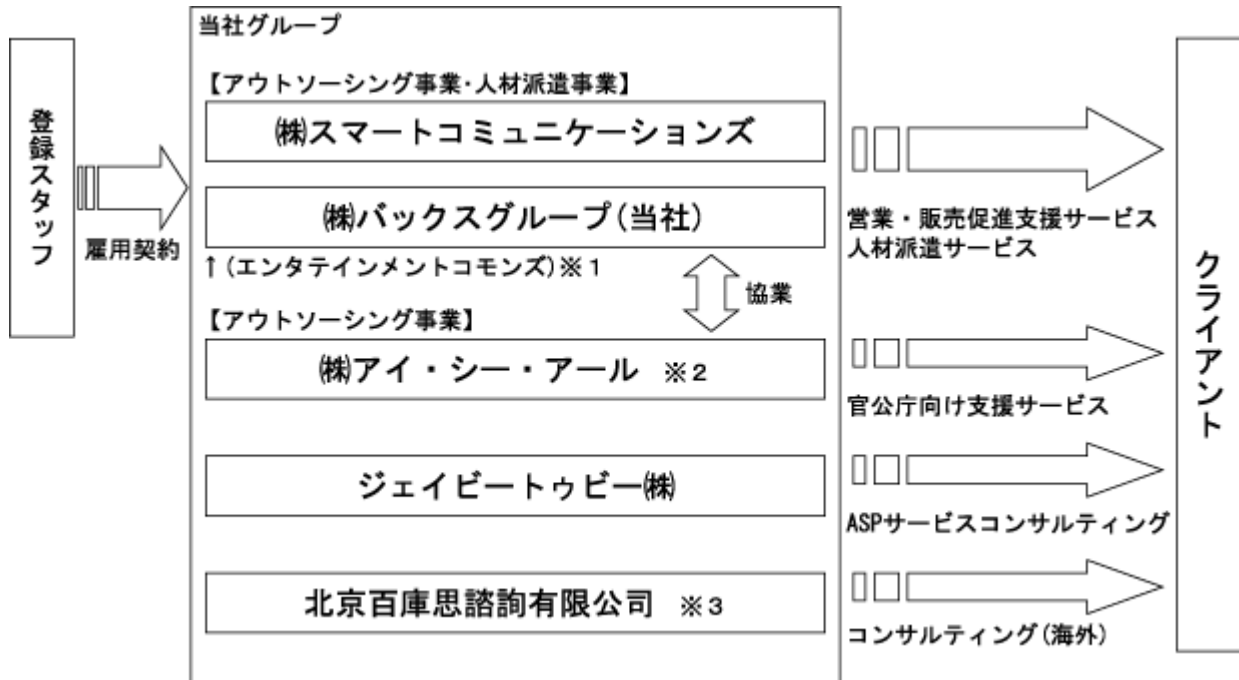 当社グループ
登録スタッフ
雇用契約
【アウトソーシング事業・人材派遣事業】
㈱スマートコミュニケーションズ
㈱バックスグループ(当社)
↑(エンタテインメントコモンズ)※1
協業
【アウトソーシング事業】
㈱アイ・シー・アール ※2
ジェイビートゥビー㈱
北京百庫思諮詢有限公司 ※3
営業・販売促進支援サービス
人材派遣サービス
官公庁向け支援サービス
ASPサービスコンサルティング
コンサルティング(海外)
クライアント